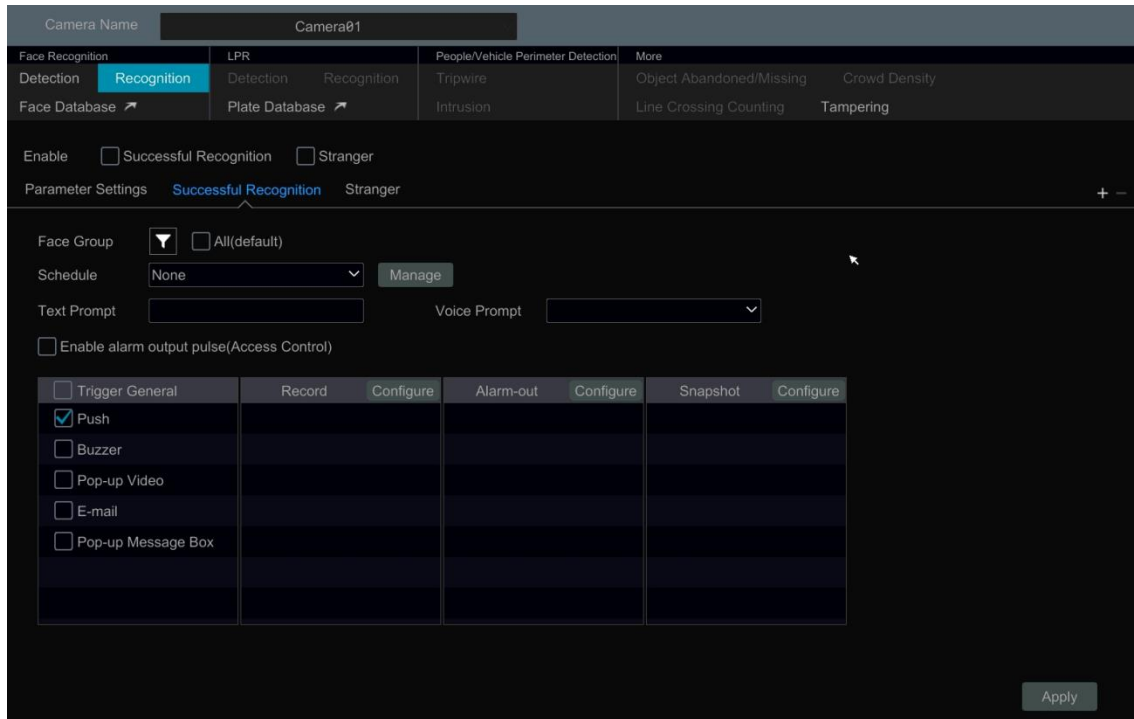 Camera Name Camera01
Face Recognition LPR People/Vehicle Perimeter Detection More
Detection Recognition Detection Recognition Tripwire Object Abandoned/Missing Crowd Density
Face Database Plate Database Intrusion Line Crossing Counting Tampering
Enable Successful Recognition Stranger
Parameter Settings Successful Recognition Stranger + −
Face Group All(default)
Schedule None Manage
Text Prompt Voice Prompt
Enable alarm output pulse(Access Control)
Trigger General Record Configure Alarm-out Configure Snapshot Configure
Push
Buzzer
Pop-up Video
E-mail
Pop-up Message Box
Apply